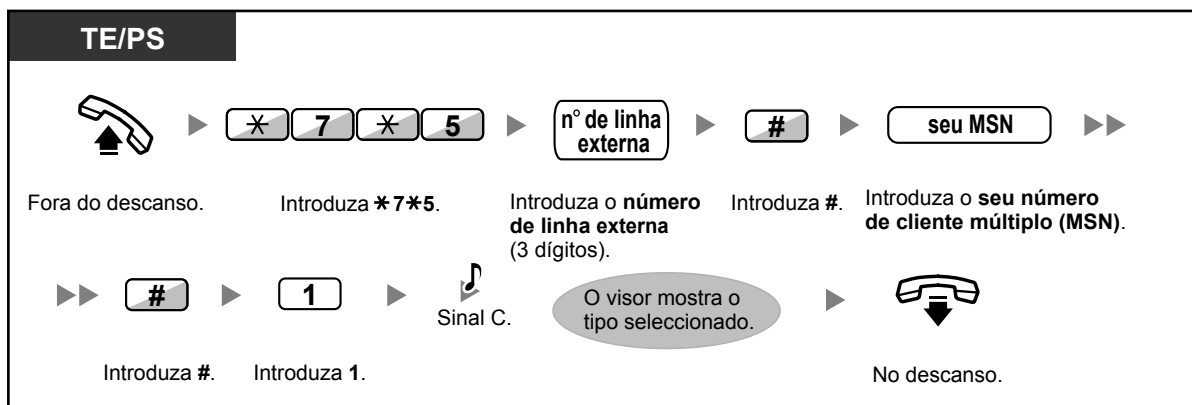 TE/PS
✳ 7 ✳ 5
n° de linha
externa
#
seu MSN
Fora do descanso.
Introduza ✳7✳5.
Introduza o número
de linha externa
(3 dígitos).
Introduza #.
Introduza o seu número
de cliente múltiplo (MSN).
#
1
Sinal C.
O visor mostra o
tipo seleccionado.
Introduza #.
Introduza 1.
No descanso.